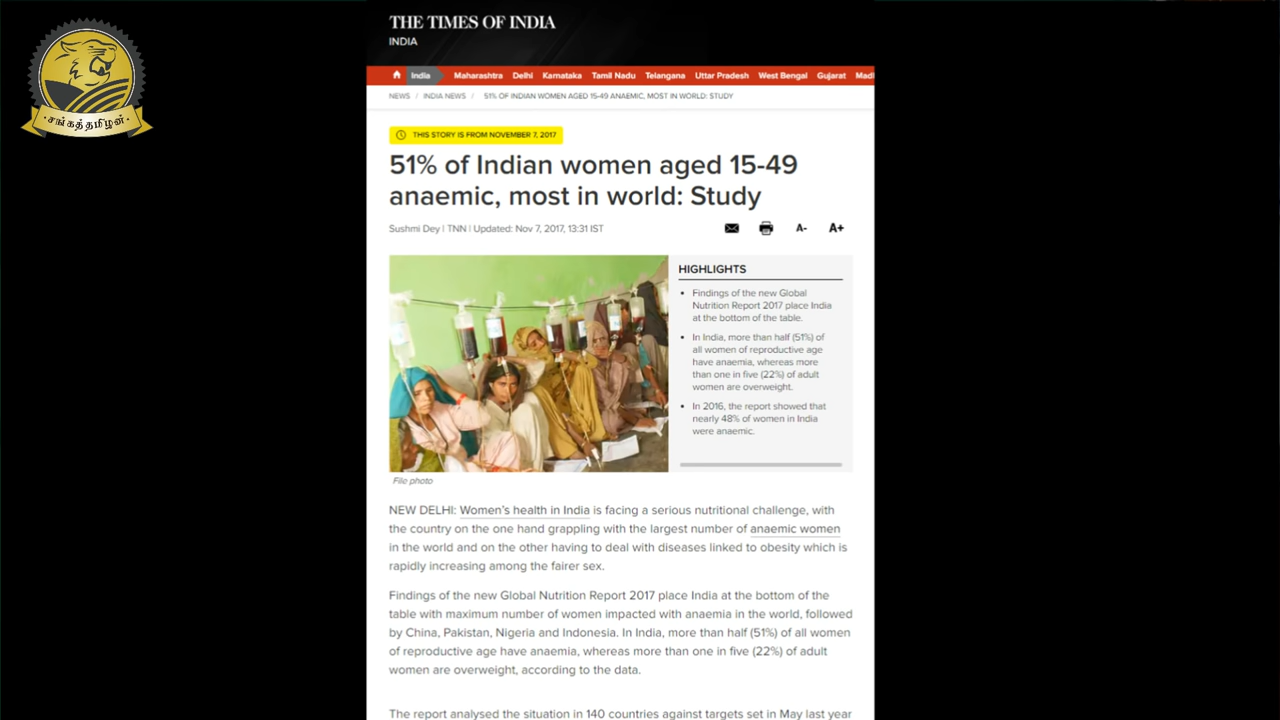 சங்கத்தமிழன்
THE TIMES OF INDIA
INDIA
India Maharashtra Delhi Karnataka Tamil Nadu Telangana Uttar Pradesh West Bengal Gujarat Mad
NEWS / INDIA NEWS / 51% OF INDIAN WOMEN AGED 15-49 ANAEMIC, MOST IN WORLD: STUDY
THIS STORY IS FROM NOVEMBER 7, 2017
51% of Indian women aged 15-49
anaemic, most in world: Study
Sushmi Dey | TNN | Updated: Nov 7, 2017, 13:31 IST
A- A+
File photo
HIGHLIGHTS
• Findings of the new Global
Nutrition Report 2017 place India
at the bottom of the table.
• In India, more than half (51%) of
all women of reproductive age
have anaemia, whereas more
than one in five (22%) of adult
women are overweight.
• In 2016, the report showed that
nearly 48% of women in India
were anaemic.
NEW DELHI: Women's health in India is facing a serious nutritional challenge, with
the country on the one hand grappling with the largest number of anaemic women
in the world and on the other having to deal with diseases linked to obesity which is
rapidly increasing among the fairer sex.
Findings of the new Global Nutrition Report 2017 place India at the bottom of the
table with maximum number of women impacted with anaemia in the world, followed
by China, Pakistan, Nigeria and Indonesia. In India, more than half (51%) of all women
of reproductive age have anaemia, whereas more than one in five (22%) of adult
women are overweight, according to the data.
The report analysed the situation in 140 countries against targets set in May last year